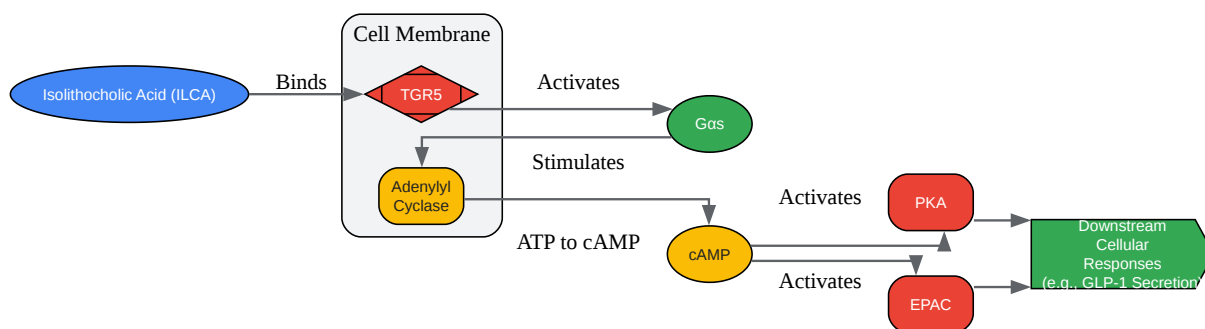 Cell Membrane
Isolithocholic Acid (ILCA)
Binds
TGR5
Activates
Gαs
Stimulates
Adenylyl
Cyclase
ATP to cAMP
cAMP
Activates
PKA
Activates
EPAC
Downstream
Cellular
Responses
(e.g., GLP-1 Secretion)